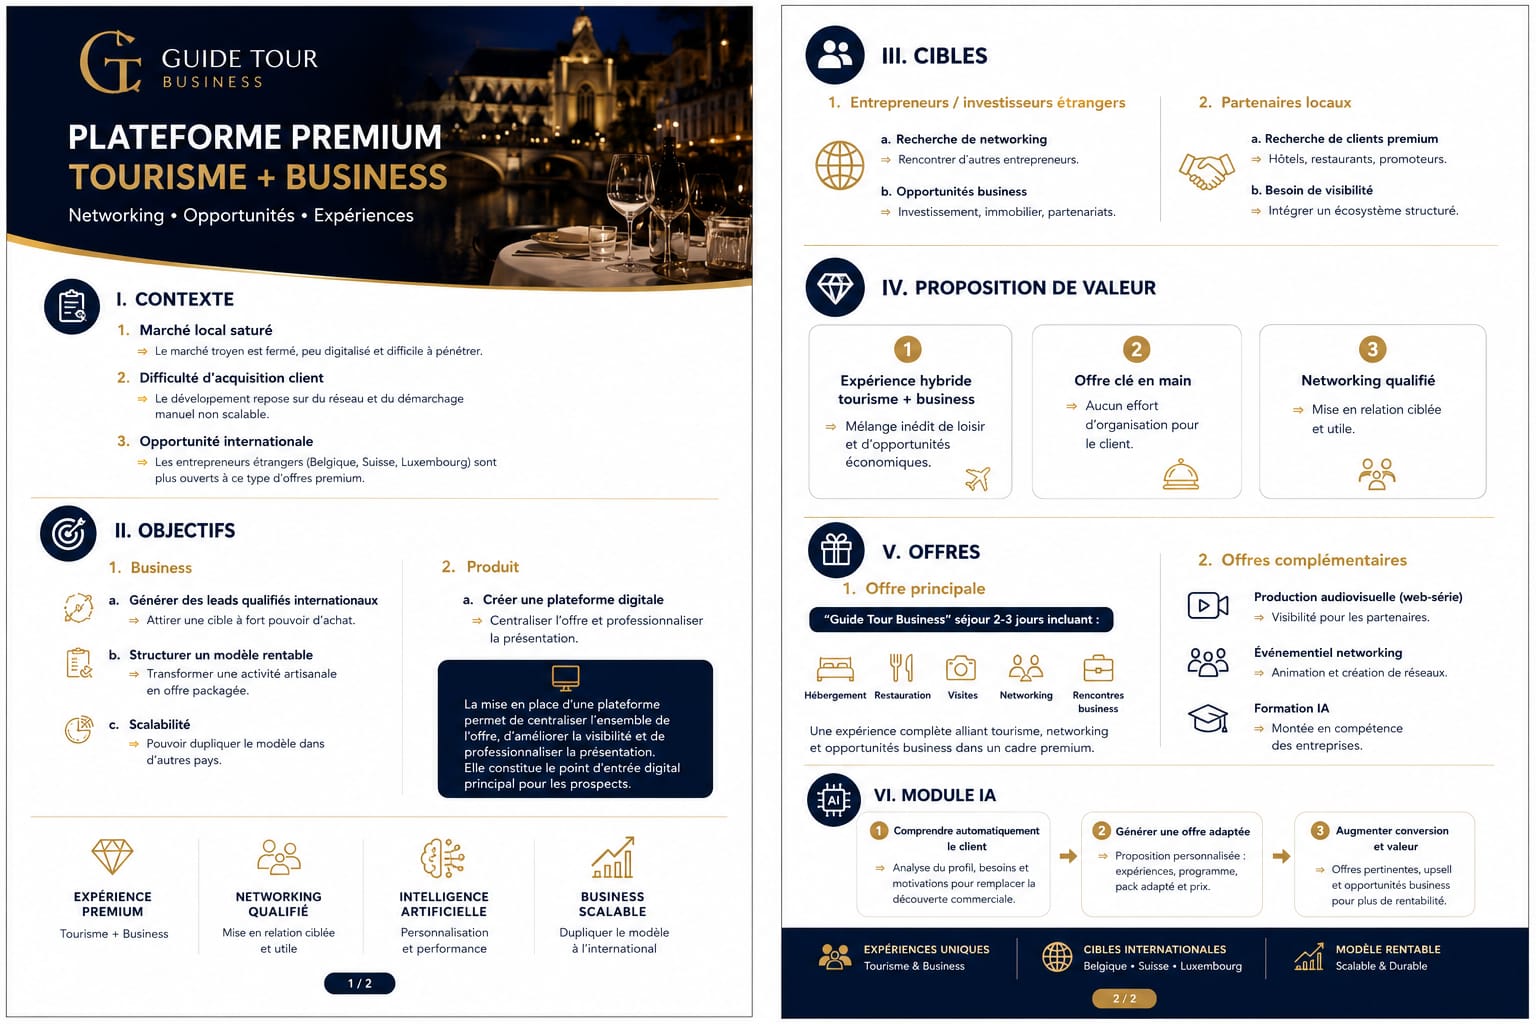 GUIDE TOUR
BUSINESS
PLATEFORME PREMIUM
TOURISME + BUSINESS
Networking • Opportunités • Expériences
I. CONTEXTE
1. Marché local saturé
⇒ Le marché troyen est fermé, peu digitalisé et difficile à pénétrer.
2. Difficulté d'acquisition client
⇒ Le développement repose sur du réseau et du démarchage
manuel non scalable.
3. Opportunité internationale
⇒ Les entrepreneurs étrangers (Belgique, Suisse, Luxembourg) sont
plus ouverts à ce type d'offres premium.
II. OBJECTIFS
1. Business
a. Générer des leads qualifiés internationaux
⇒ Attirer une cible à fort pouvoir d'achat.
b. Structurer un modèle rentable
⇒ Transformer une activité artisanale
en offre packagée.
c. Scalabilité
⇒ Pouvoir dupliquer le modèle dans
d'autres pays.
2. Produit
a. Créer une plateforme digitale
⇒ Centraliser l'offre et professionnaliser
la présentation.
La mise en place d'une plateforme
permet de centraliser l'ensemble de
l'offre, d'améliorer la visibilité et de
professionnaliser la présentation.
Elle constitue le point d'entrée digital
principal pour les prospects.
EXPÉRIENCE
PREMIUM
Tourisme + Business
NETWORKING
QUALIFIÉ
Mise en relation ciblée
et utile
INTELLIGENCE
ARTIFICIELLE
Personnalisation
et performance
BUSINESS
SCALABLE
Dupliquer le modèle
à l'international
1 / 2
III. CIBLES
1. Entrepreneurs / investisseurs étrangers
a. Recherche de networking
⇒ Rencontrer d'autres entrepreneurs.
b. Opportunités business
⇒ Investissement, immobilier, partenariats.
2. Partenaires locaux
a. Recherche de clients premium
⇒ Hôtels, restaurants, promoteurs.
b. Besoin de visibilité
⇒ Intégrer un écosystème structuré.
IV. PROPOSITION DE VALEUR
1
Expérience hybride
tourisme + business
⇒ Mélange inédit de loisir
et d'opportunités
économiques.
2
Offre clé en main
⇒ Aucun effort
d'organisation pour
le client.
3
Networking qualifié
⇒ Mise en relation ciblée
et utile.
V. OFFRES
1. Offre principale
"Guide Tour Business" séjour 2-3 jours incluant :
Hébergement Restauration Visites Networking Rencontres
business
Une expérience complète alliant tourisme, networking
et opportunités business dans un cadre premium.
2. Offres complémentaires
Production audiovisuelle (web-série)
⇒ Visibilité pour les partenaires.
Événementiel networking
⇒ Animation et création de réseaux.
Formation IA
⇒ Montée en compétence
des entreprises.
AI
VI. MODULE IA
1 Comprendre automatiquement
le client
⇒ Analyse du profil, besoins et
motivations pour remplacer la
découverte commerciale.
2 Générer une offre adaptée
⇒ Proposition personnalisée :
expériences, programme,
pack adapté et prix.
3 Augmenter conversion
et valeur
⇒ Offres pertinentes, upsell
et opportunités business
pour plus de rentabilité.
EXPÉRIENCES UNIQUES
Tourisme & Business
CIBLES INTERNATIONALES
Belgique • Suisse • Luxembourg
MODÈLE RENTABLE
Scalable & Durable
2 / 2